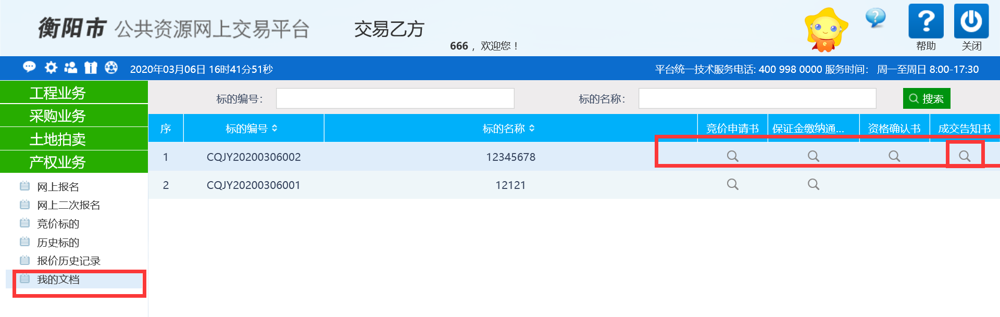 衡阳市 公共资源网上交易平台 交易乙方
666 ，欢迎您！
帮助 关闭
2020年03月06日 16时41分51秒 平台统一技术服务电话: 400 998 0000 服务时间： 周一至周日 8:00-17:30
工程业务
采购业务
土地拍卖
产权业务
网上报名
网上二次报名
竞价标的
历史标的
报价历史记录
我的文档
标的编号： 标的名称： 搜索
序 标的编号 标的名称 竞价申请书 保证金缴纳通... 资格确认书 成交告知书
1 CQJY20200306002 12345678
2 CQJY20200306001 12121